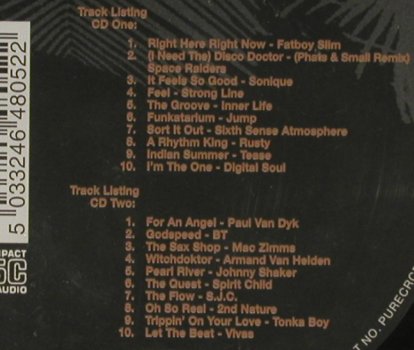 Track Listing
CD One:
1. Right Here Right Now - Fatboy Slim
2. (I Need The) Disco Doctor - (Phats & Small Remix)
Space Raiders
3. It Feels So Good - Sonique
4. Feel - Strong Line
5. The Groove - Inner Life
6. Funkatarium - Jump
7. Sort It Out - Sixth Sense Atmosphere
8. A Rhythm King - Rusty
9. Indian Summer - Tease
10. I'm The One - Digital Soul
Track Listing
CD Two:
1. For An Angel - Paul Van Dyk
2. Godspeed - BT
3. The Sax Shop - Mac Zimms
4. Witchdoktor - Armand Van Helden
5. Pearl River - Johnny Shaker
6. The Quest - Spirit Child
7. The Flow - S.J.C.
8. Oh So Real - 2nd Nature
9. Trippin' On Your Love - Tonka Boy
10. Let The Beat - Vivas
5 033246 480522
MPACT
AUDIO
T NO. PURECRO